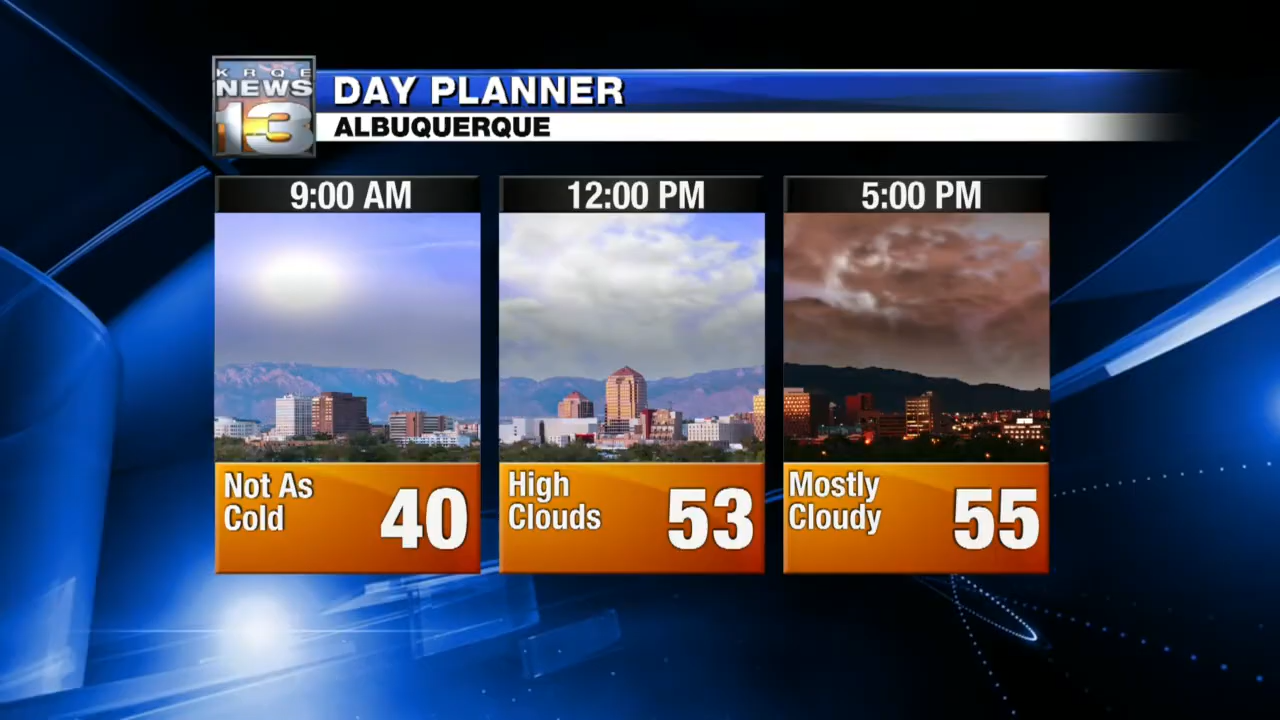 KRQE
NEWS
13
DAY PLANNER
ALBUQUERQUE
9:00 AM
12:00 PM
5:00 PM
Not As
Cold
40
High
Clouds
53
Mostly
Cloudy
55